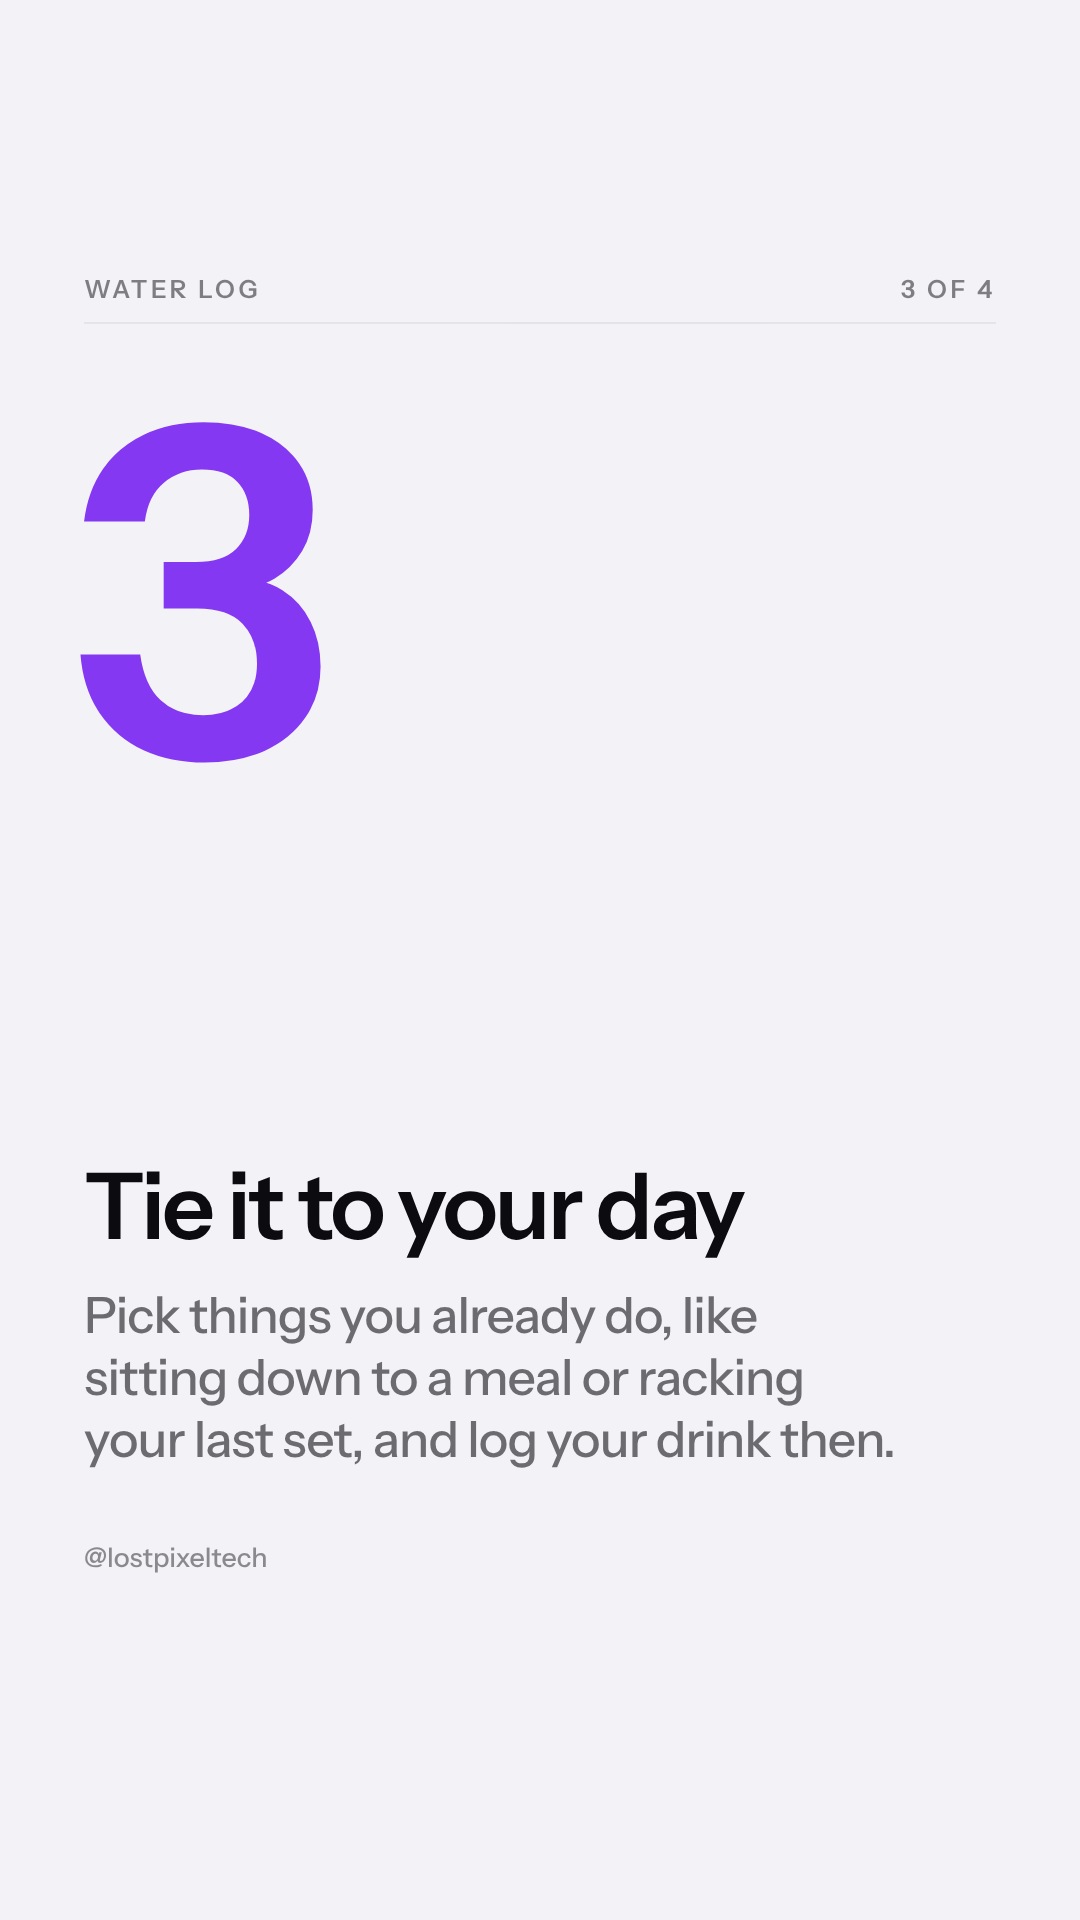 WATER LOG
3 OF 4
3
Tie it to your day
Pick things you already do, like
sitting down to a meal or racking
your last set, and log your drink then.
@lostpixeltech